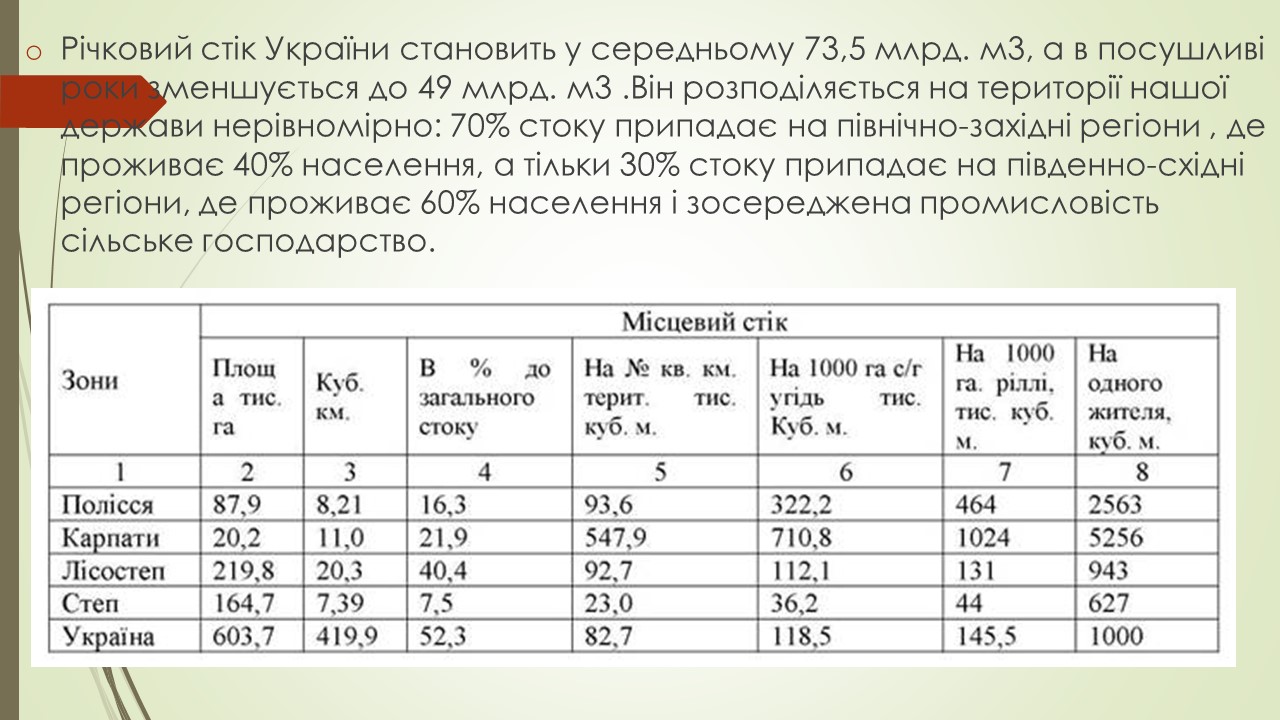 Річковий стік України становить у середньому 73,5 млрд. м3, а в посушливі
роки зменшується до 49 млрд. м3 .Він розподіляється на території нашої
держави нерівномірно: 70% стоку припадає на північно-західні регіони , де
проживає 40% населення, а тільки 30% стоку припадає на південно-східні
регіони, де проживає 60% населення і зосереджена промисловість
сільське господарство.
Зони Місцевий стік
Площа тис. га Куб. км. В % до загального стоку На № кв. км. терит. тис. куб. м. На 1000 га с/г угідь тис. Куб. м. На 1000 га. ріллі, тис. куб. м. На одного жителя, куб. м.
1 2 3 4 5 6 7 8
Полісся 87,9 8,21 16,3 93,6 322,2 464 2563
Карпати 20,2 11,0 21,9 547,9 710,8 1024 5256
Лісостеп 219,8 20,3 40,4 92,7 112,1 131 943
Степ 164,7 7,39 7,5 23,0 36,2 44 627
Україна 603,7 419,9 52,3 82,7 118,5 145,5 1000